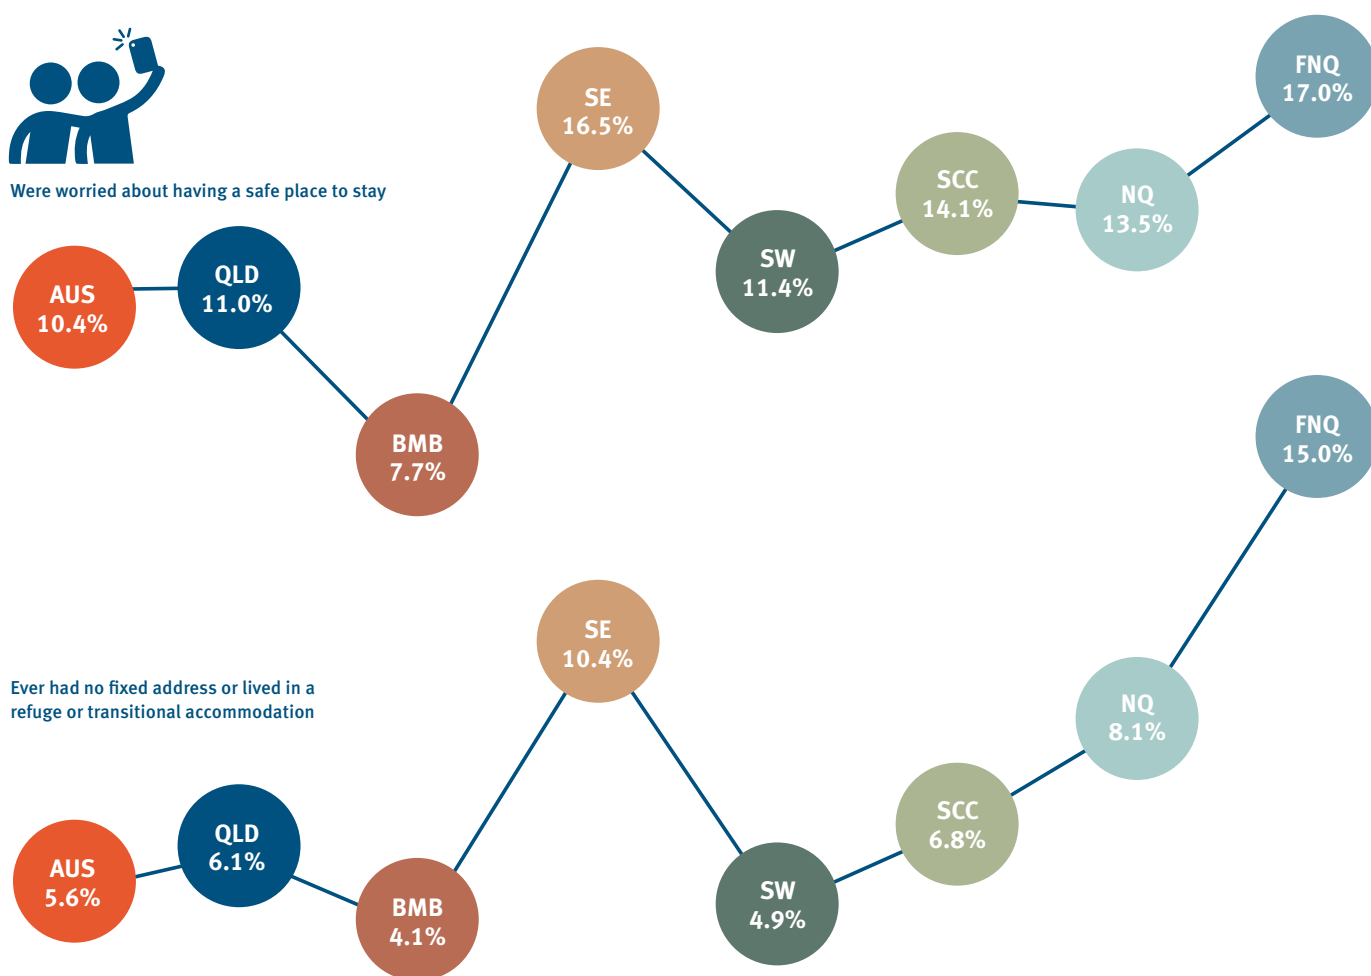 Were worried about having a safe place to stay
AUS
10.4%
QLD
11.0%
BMB
7.7%
SE
16.5%
SW
11.4%
SCC
14.1%
NQ
13.5%
FNQ
17.0%
Ever had no fixed address or lived in a
refuge or transitional accommodation
AUS
5.6%
QLD
6.1%
BMB
4.1%
SE
10.4%
SW
4.9%
SCC
6.8%
NQ
8.1%
FNQ
15.0%